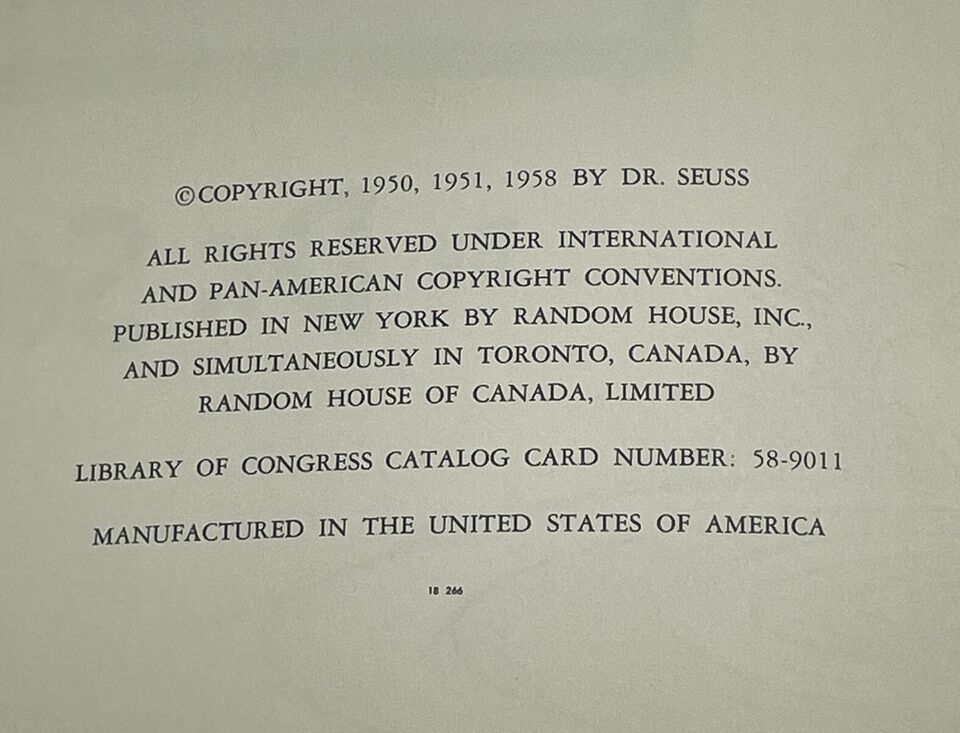 ©COPYRIGHT, 1950, 1951, 1958 BY DR. SEUSS
ALL RIGHTS RESERVED UNDER INTERNATIONAL
AND PAN-AMERICAN COPYRIGHT CONVENTIONS.
PUBLISHED IN NEW YORK BY RANDOM HOUSE, INC.,
AND SIMULTANEOUSLY IN TORONTO, CANADA, BY
RANDOM HOUSE OF CANADA, LIMITED
LIBRARY OF CONGRESS CATALOG CARD NUMBER: 58-9011
MANUFACTURED IN THE UNITED STATES OF AMERICA
18 266